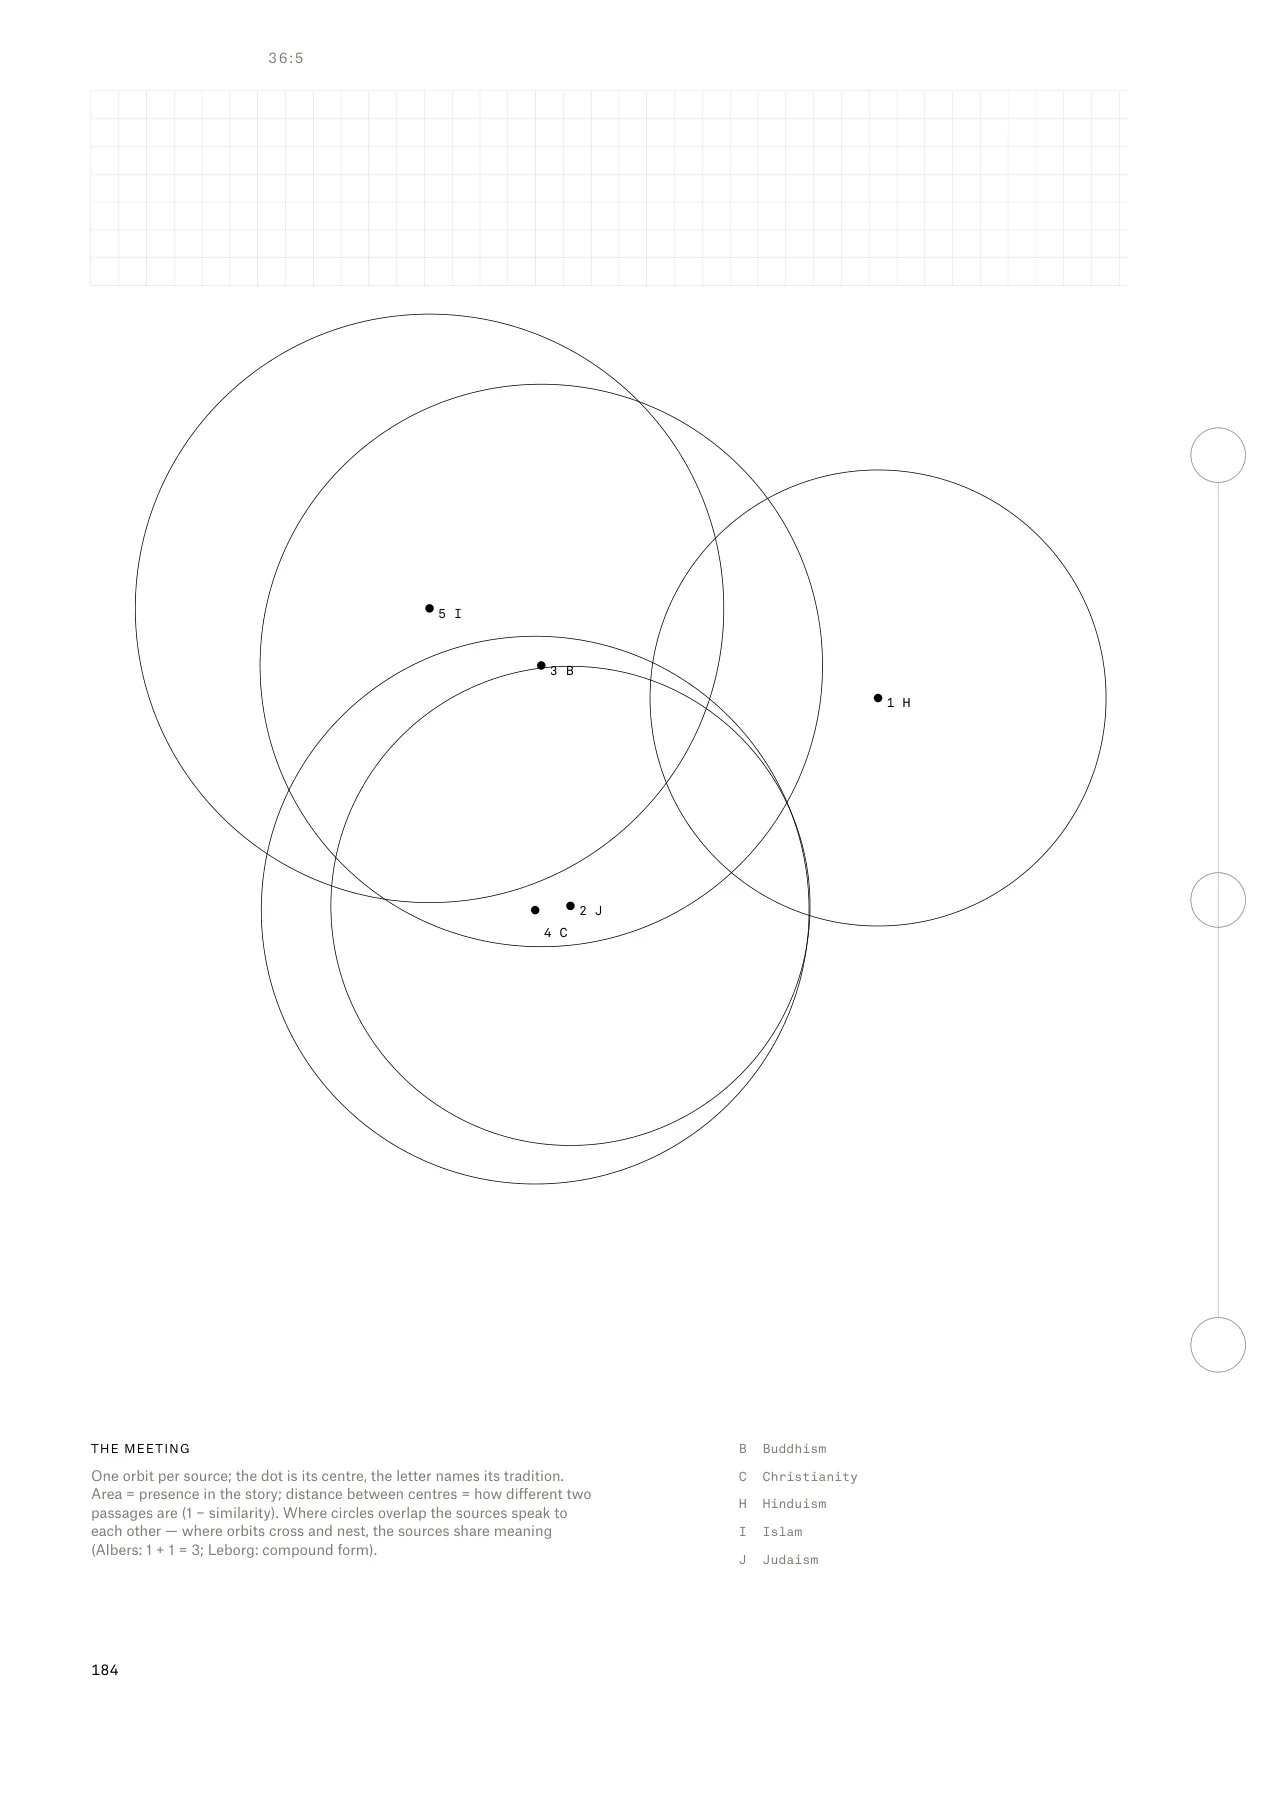 36:5
5 I
3 B
1 H
2 J
4 C
THE MEETING
One orbit per source; the dot is its centre, the letter names its tradition.
Area = presence in the story; distance between centres = how different two
passages are (1 − similarity). Where circles overlap the sources speak to
each other — where orbits cross and nest, the sources share meaning
(Albers: 1 + 1 = 3; Leborg: compound form).
B Buddhism
C Christianity
H Hinduism
I Islam
J Judaism
184